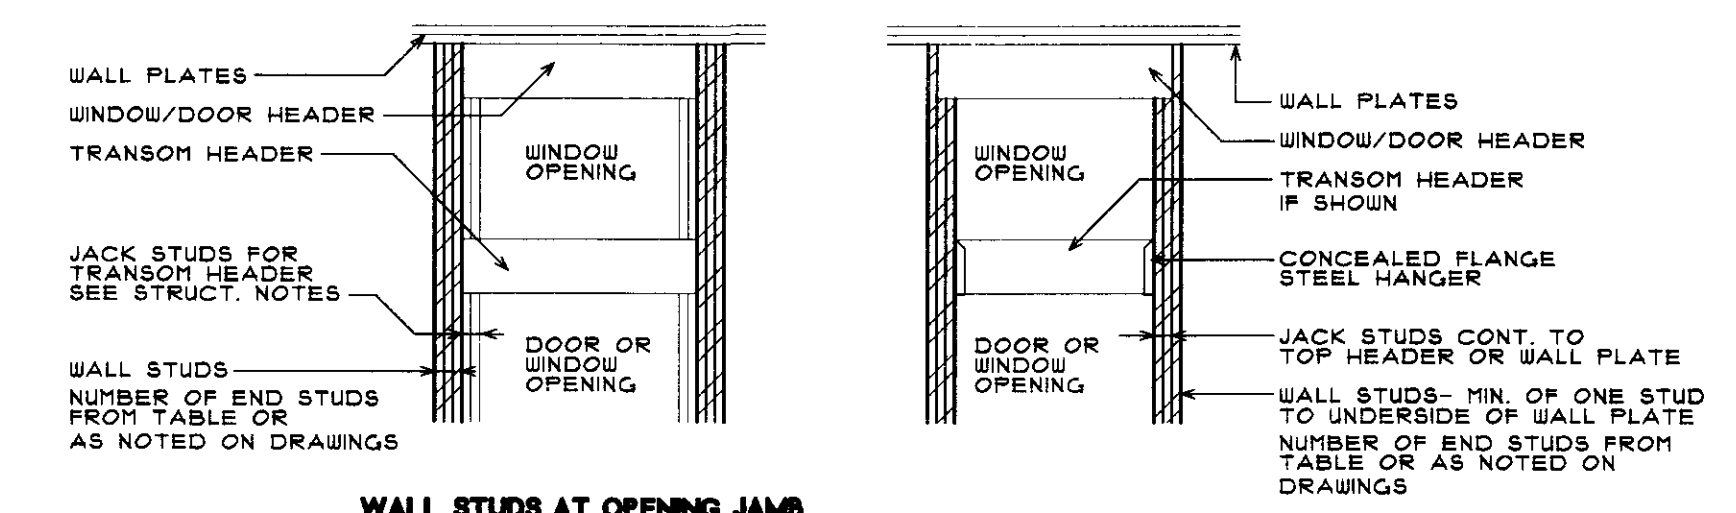 WALL PLATES
WINDOW/DOOR HEADER
TRANSOM HEADER
JACK STUDS FOR
TRANSOM HEADER
SEE STRUCT. NOTES
WALL STUDS
NUMBER OF END STUDS
FROM TABLE OR
AS NOTED ON DRAWINGS
WINDOW
OPENING
DOOR OR
WINDOW
OPENING
WINDOW
OPENING
DOOR OR
WINDOW
OPENING
WALL PLATES
WINDOW/DOOR HEADER
TRANSOM HEADER
IF SHOWN
CONCEALED FLANGE
STEEL HANGER
JACK STUDS CONT. TO
TOP HEADER OR WALL PLATE
WALL STUDS- MIN. OF ONE STUD
TO UNDERSIDE OF WALL PLATE
NUMBER OF END STUDS FROM
TABLE OR AS NOTED ON
DRAWINGS
WALL STUDS AT OPENING JAMB